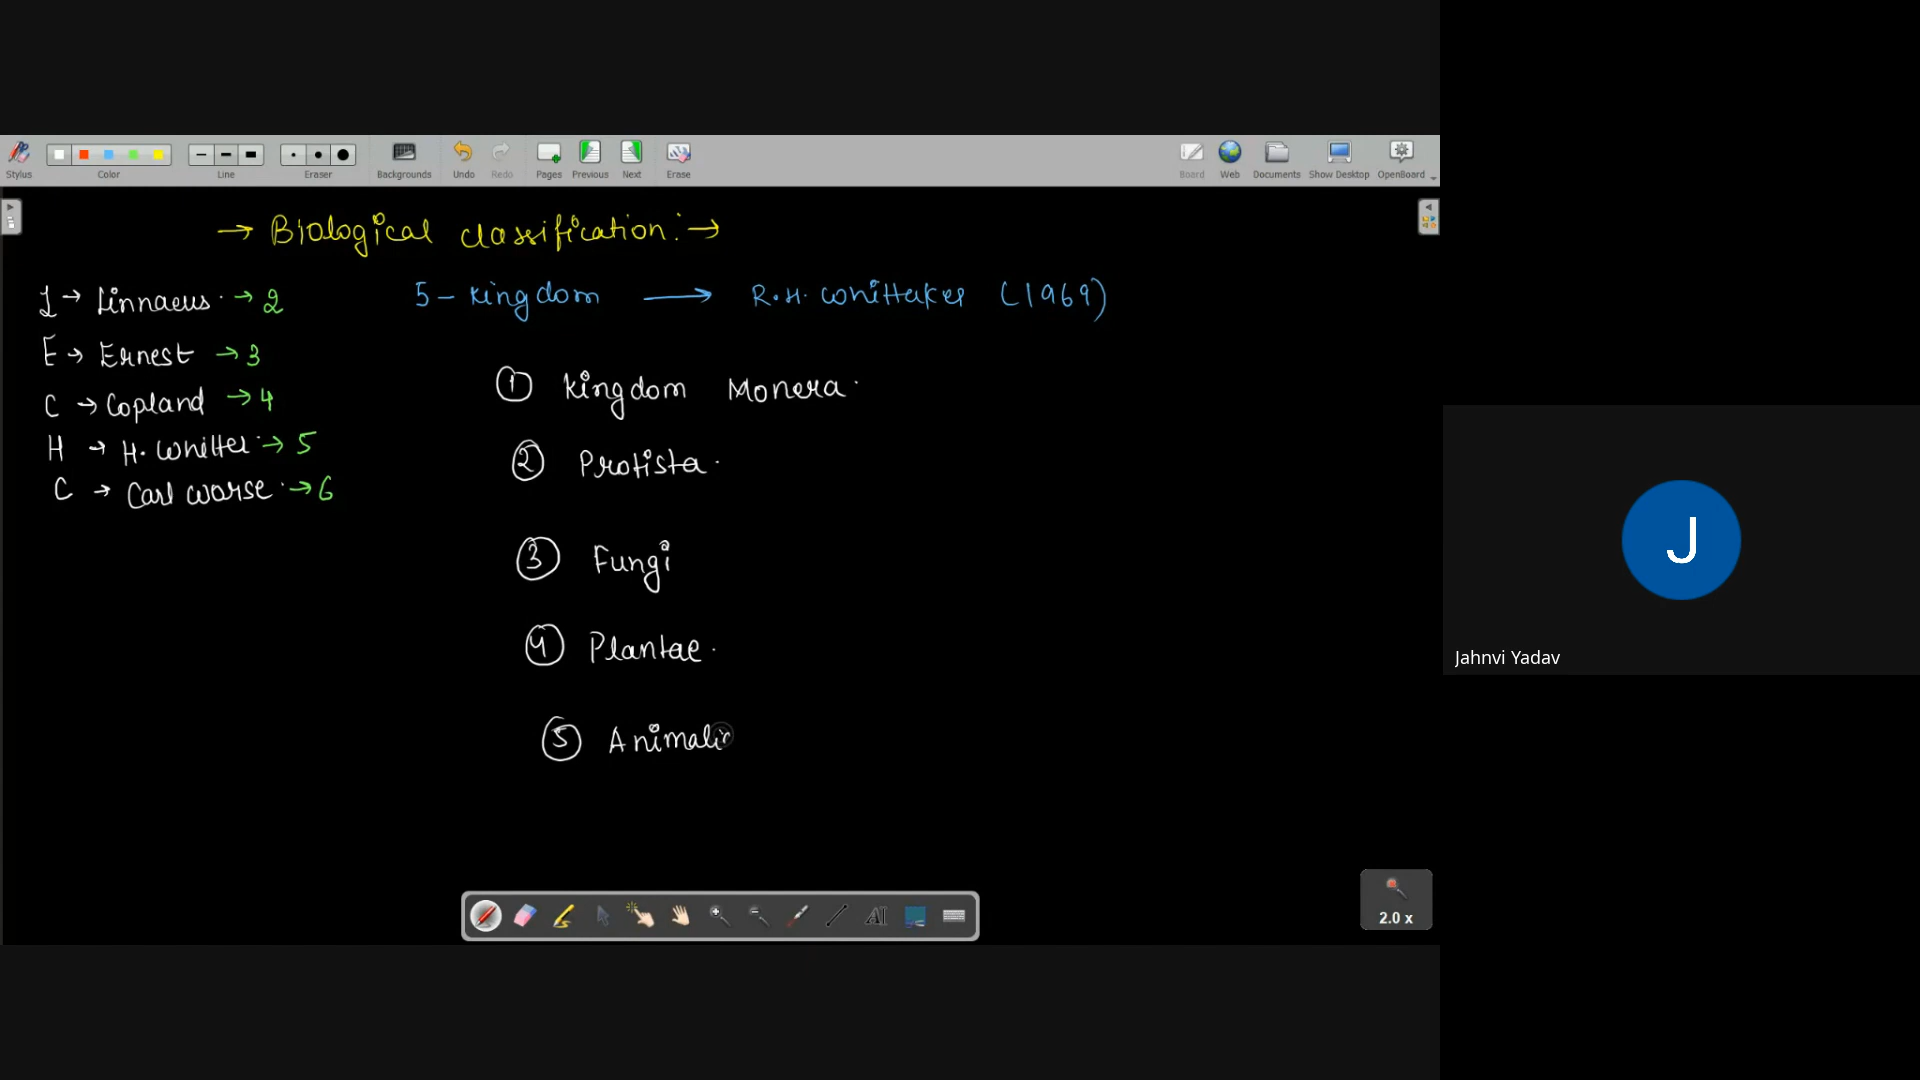 Stylus Color Line Eraser Backgrounds Undo Redo Pages Previous Next Erase Board Web Documents Show Desktop OpenBoard
→ Biological classification:→
L → Linnaeus → 2
E → Ernest → 3
C → Copland → 4
H → H. Whitter → 5
C → Carl worse → 6
5 - kingdom → R.H. Whittaker (1969)
① Kingdom Monera.
② Protista.
③ Fungi
④ Plantae.
⑤ Animali
2.0 x
J
Jahnvi Yadav